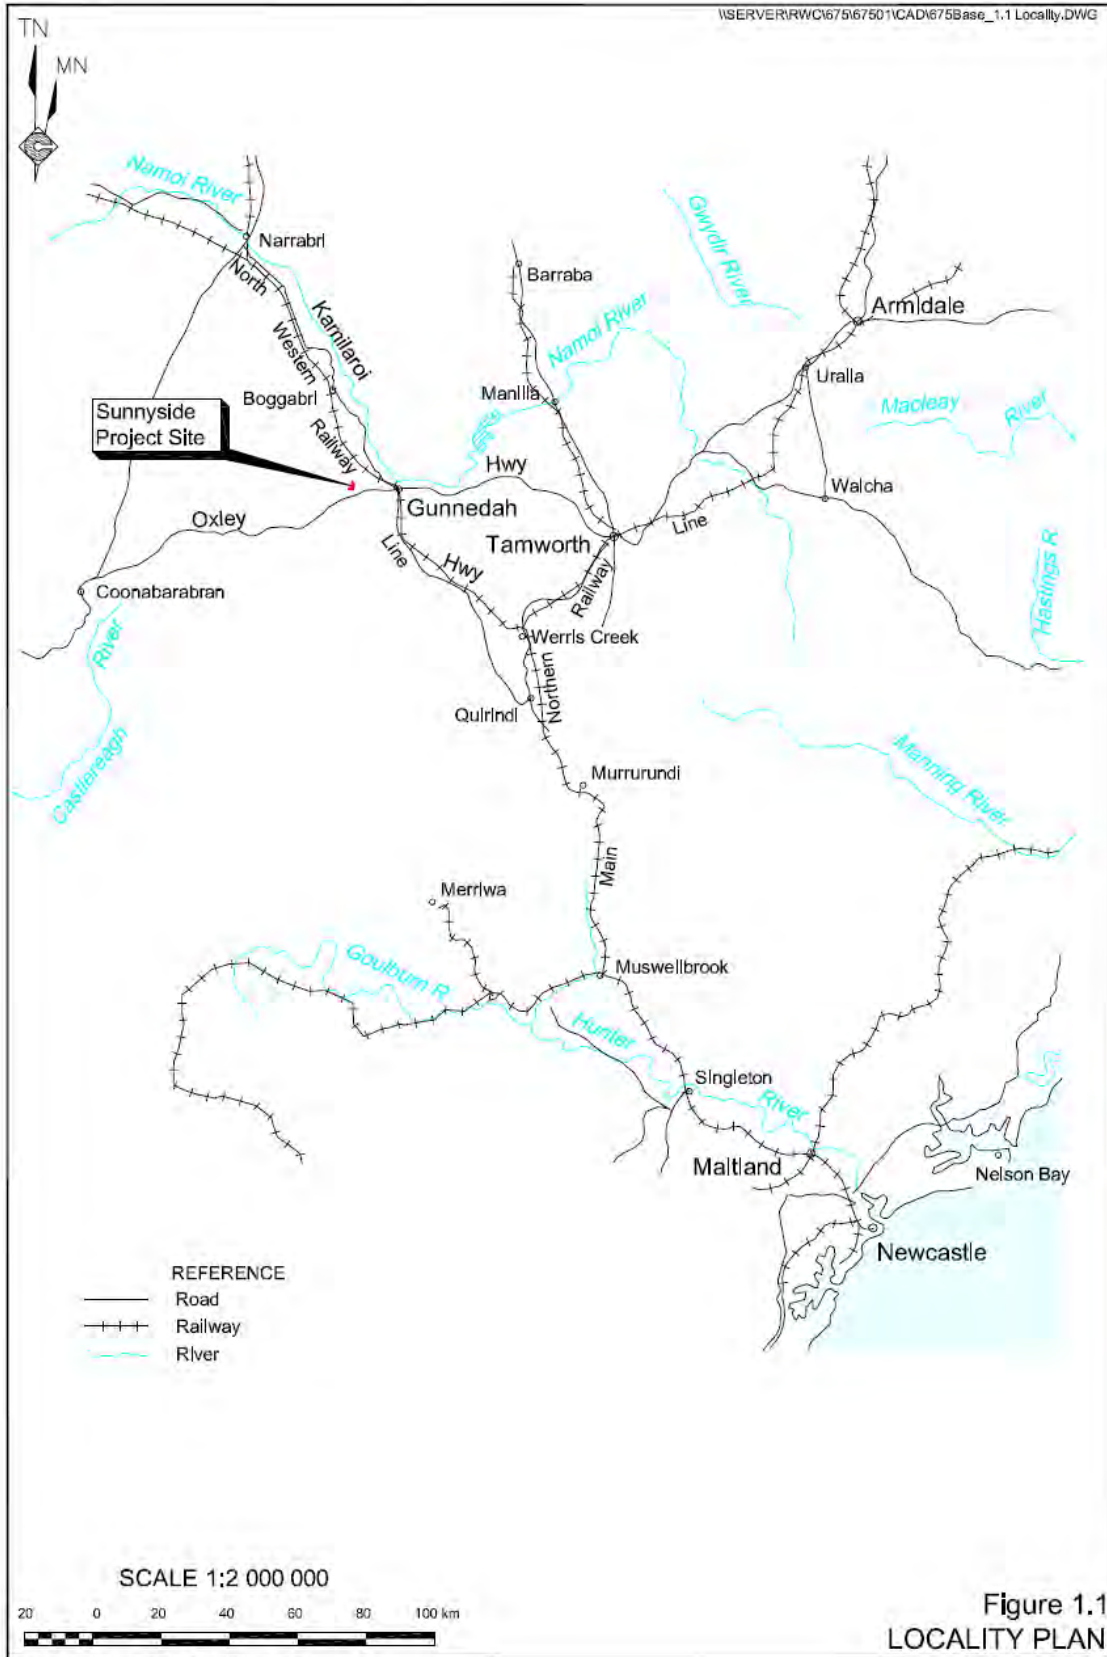 \\SERVER\RWC\675\67501\CAD\675Base_1.1 Locality.DWG
TN
MN
Namoi River
Narrabri
North
Western
Railway
Line
Kamilaroi
Hwy
Barraba
Gwydir River
Namoi River
Armidale
Uralla
Boggabri
Manilla
Macleay
River
Sunnyside
Project Site
Hwy
Walcha
Gunnedah
Oxley
Tamworth
Line
Railway
Coonabarabran
Hastings R
Werris Creek
River
Castlereagh
Northern
Quirindi
Manning River
Murrurundi
Main
Merriwa
Goulburn R
Muswellbrook
Hunter
River
Singleton
Maitland
Nelson Bay
Newcastle
REFERENCE
Road
Railway
River
SCALE 1:2 000 000
20 0 20 40 60 80 100 km
Figure 1.1
LOCALITY PLAN